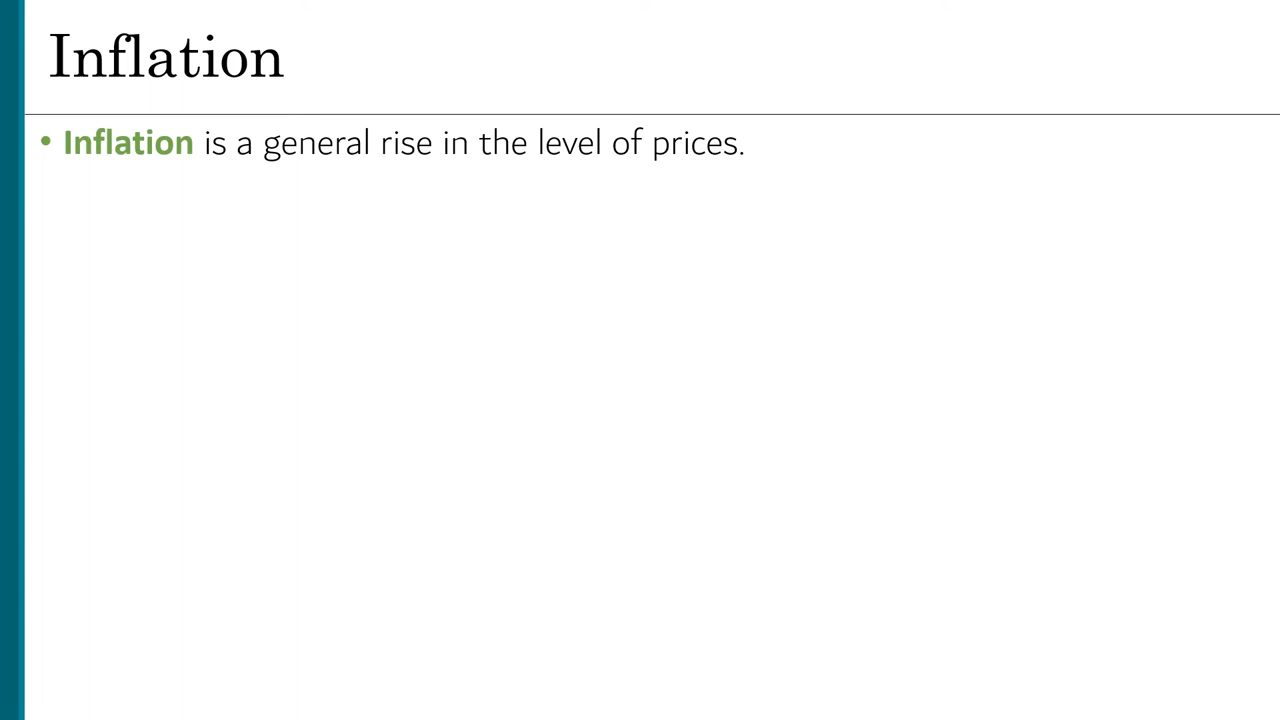 Inflation
• Inflation is a general rise in the level of prices.